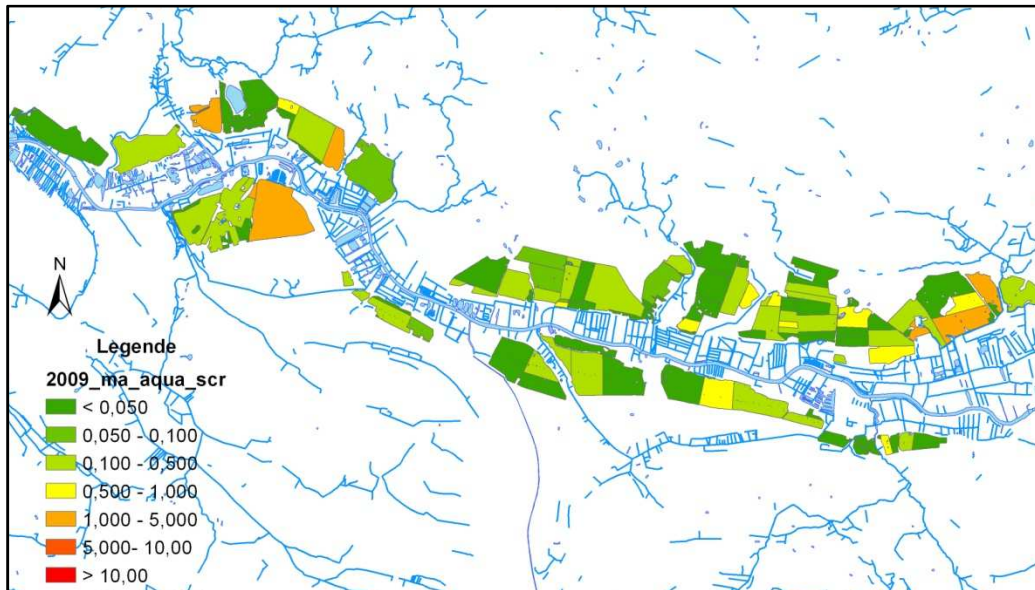 N
Legende
2009_ma_aqua_scr
< 0,050
0,050 - 0,100
0,100 - 0,500
0,500 - 1,000
1,000 - 5,000
5,000- 10,00
> 10,00